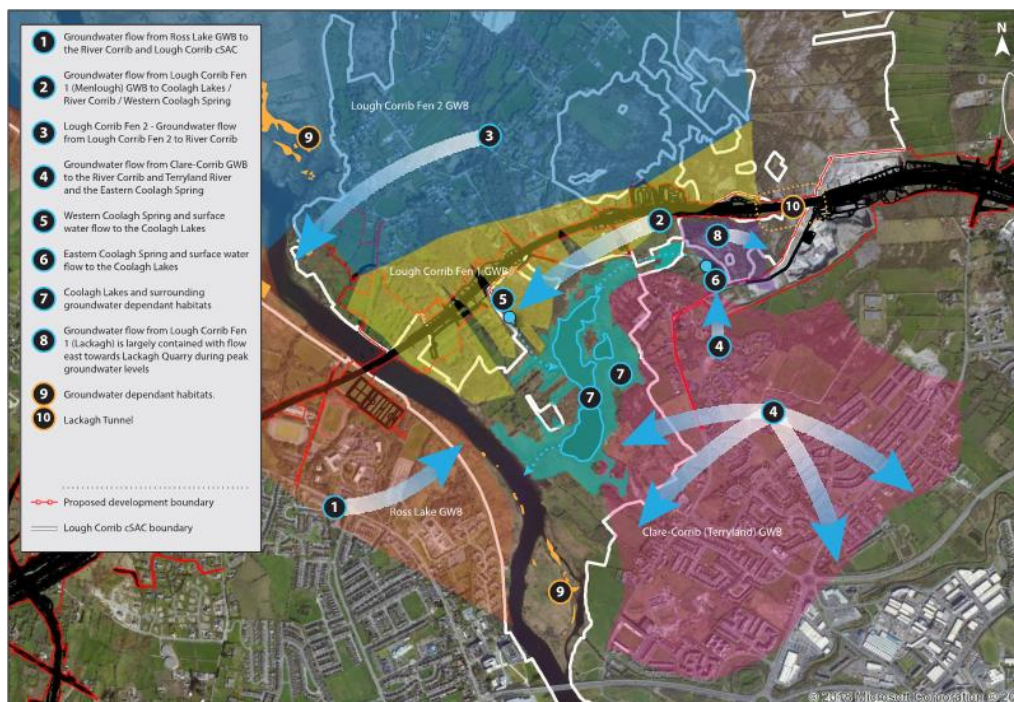 1 Groundwater flow from Ross Lake GWB to
the River Corrib and Lough Corrib cSAC
2 Groundwater flow from Lough Corrib Fen
1 (Menlough) GWB to Coolagh Lakes /
River Corrib / Western Coolagh Spring
3 Lough Corrib Fen 2 - Groundwater flow
from Lough Corrib Fen 2 to River Corrib
4 Groundwater flow from Clare-Corrib GWB
to the River Corrib and Terryland River
and the Eastern Coolagh Spring
5 Western Coolagh Spring and surface
water flow to the Coolagh Lakes
6 Eastern Coolagh Spring and surface water
flow to the Coolagh Lakes
7 Coolagh Lakes and surrounding
groundwater dependant habitats
8 Groundwater flow from Lough Corrib Fen
1 (Lackagh) is largely contained with flow
east towards Lackagh Quarry during peak
groundwater levels
9 Groundwater dependant habitats.
10 Lackagh Tunnel
Proposed development boundary
Lough Corrib cSAC boundary
N
Lough Corrib Fen 2 GWB
9
3
10
2
8
Lough Corrib Fen 1 GWB
6
5
4
7
7
4
1
Ross Lake GWB
Clare-Corrib (Terryland) GWB
9
© 2018 Microsoft Corporation © 20